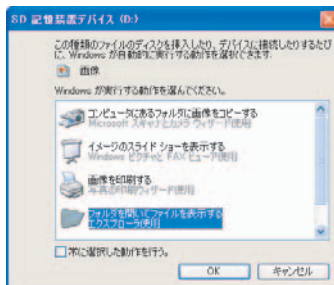 SD 記憶装置デバイス (D:)
この種類のファイルのディスクを挿入したり、デバイスに接続したりするたび
に、Windows が自動的に実行する動作を選択できます。
画像
Windows が実行する動作を選んでください。
コンピュータにあるフォルダに画像をコピーする
Microsoft スキャナとカメラ ウィザード使用
イメージのスライド ショーを表示する
Windows ピクチャと FAX ビューア使用
画像を印刷する
写真の印刷ウィザード使用
フォルダを開いてファイルを表示する
エクスプローラ使用
常に選択した動作を行う。
OK
キャンセル